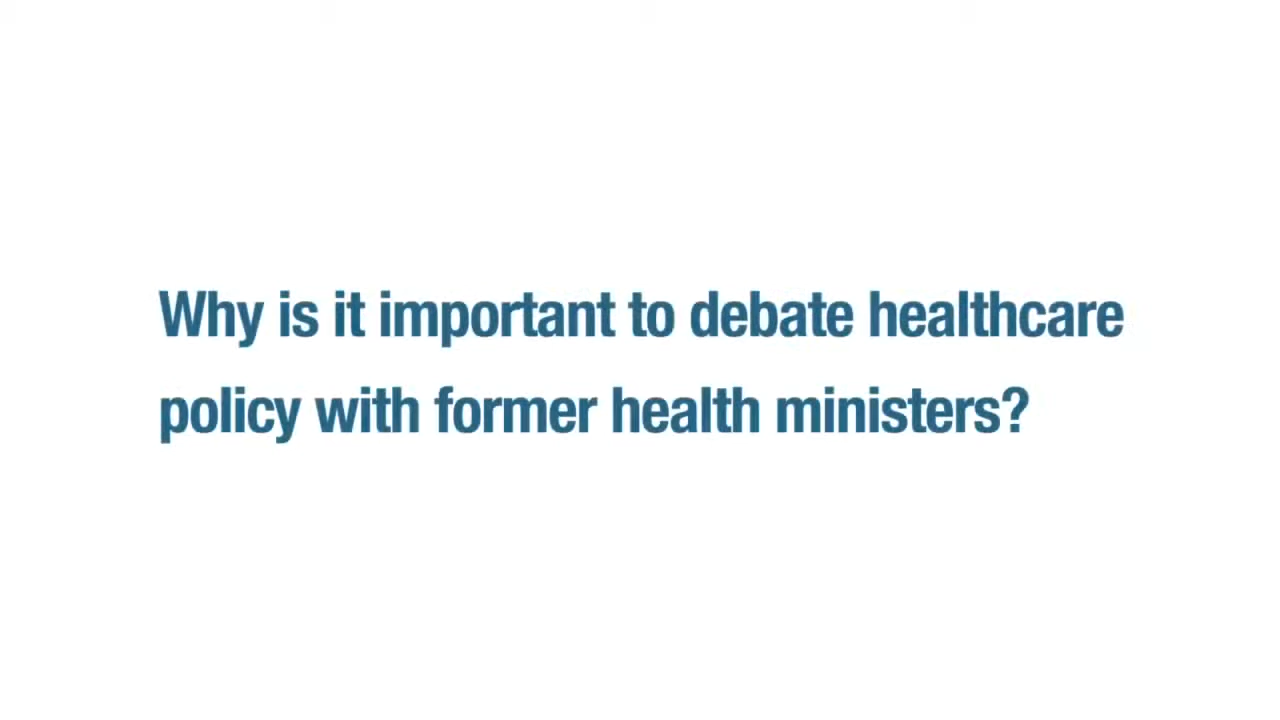 Why is it important to debate healthcare
policy with former health ministers?